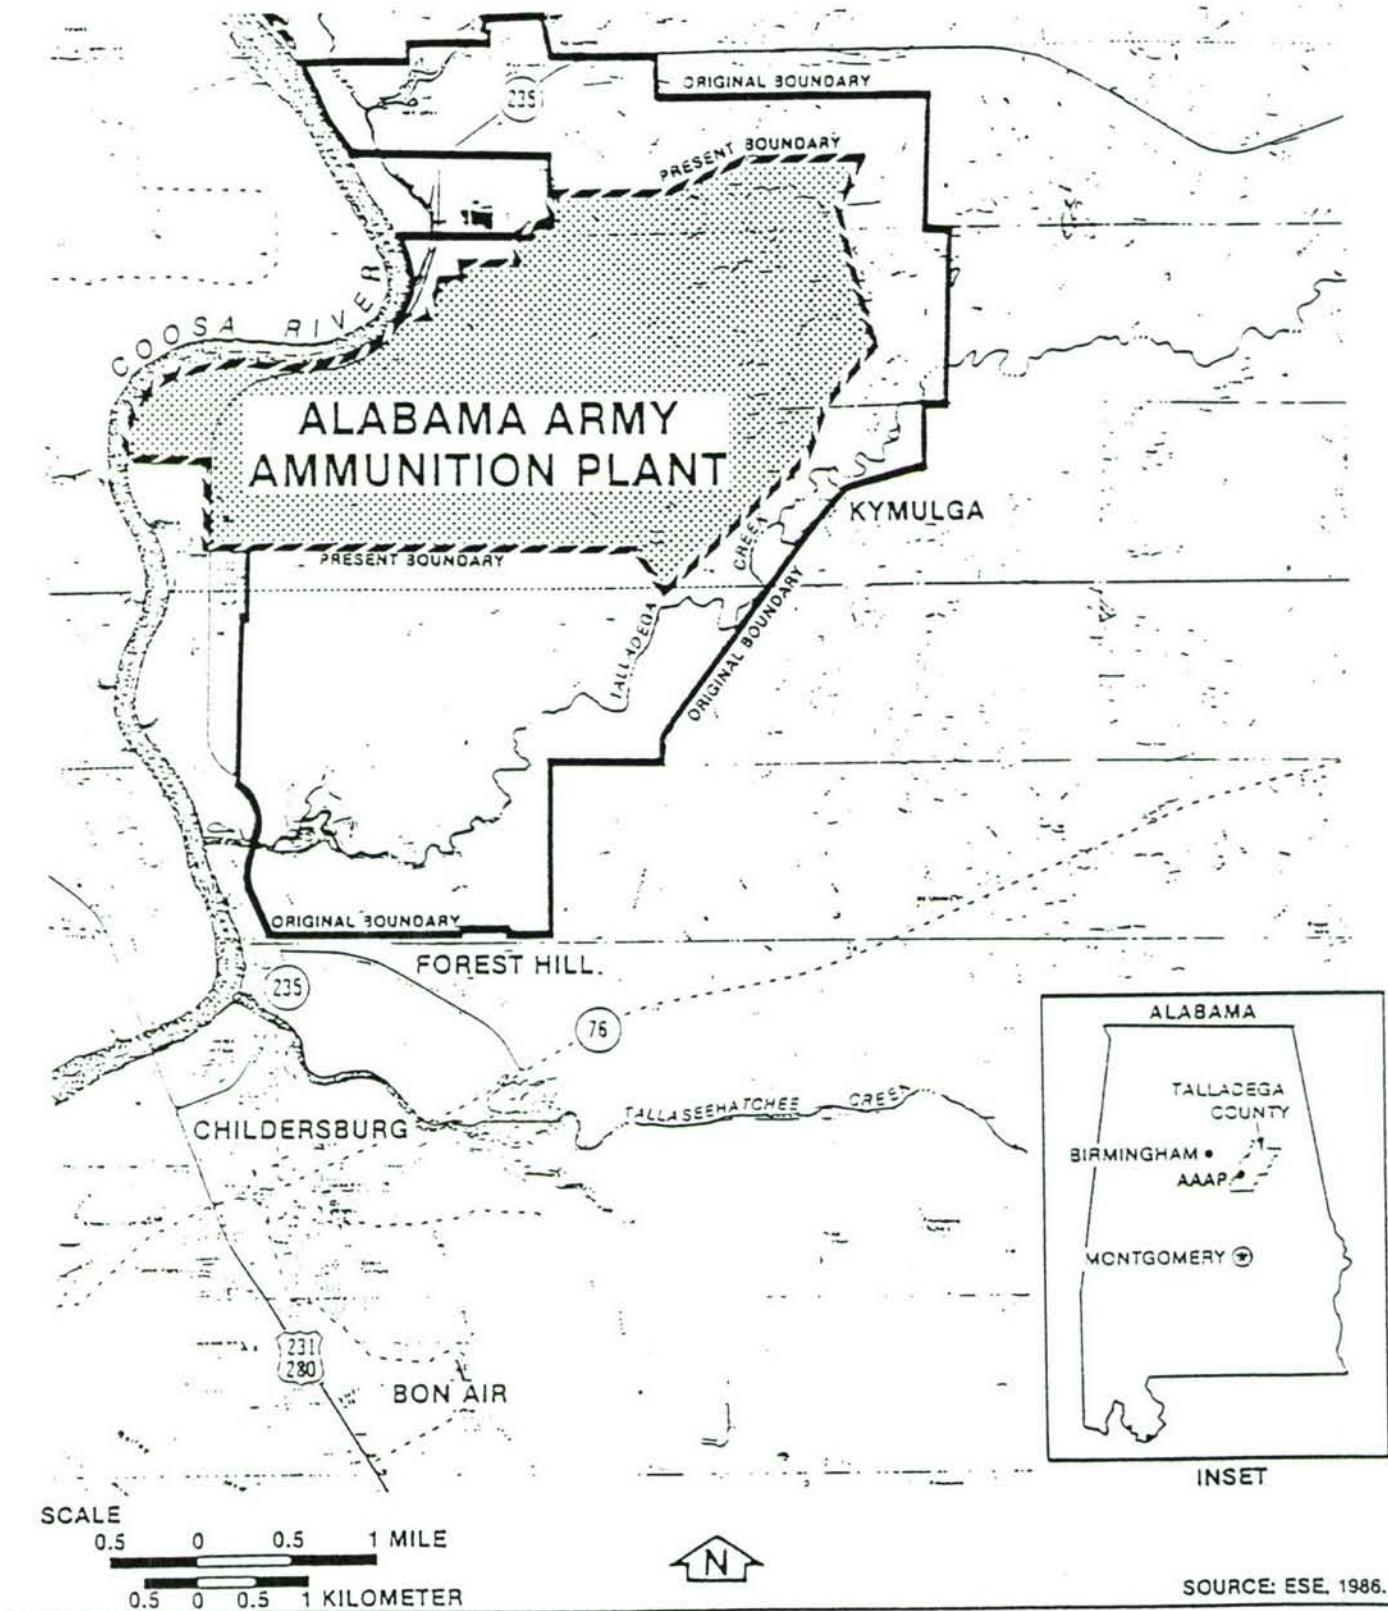 235
ORIGINAL BOUNDARY
PRESENT BOUNDARY
COOSA RIVER
ALABAMA ARMY
AMMUNITION PLANT
KYMULGA
CREEK
PRESENT BOUNDARY
TALLADEGA
ORIGINAL BOUNDARY
ORIGINAL BOUNDARY
FOREST HILL.
235
76
ALABAMA
TALLADEGA
COUNTY
BIRMINGHAM
AAAP
MONTGOMERY
INSET
TALLASEEHATCHEE CREEK
CHILDERSBURG
231
280
BON AIR
SCALE
0.5 0 0.5 1 MILE
0.5 0 0.5 1 KILOMETER
N
SOURCE: ESE, 1986.